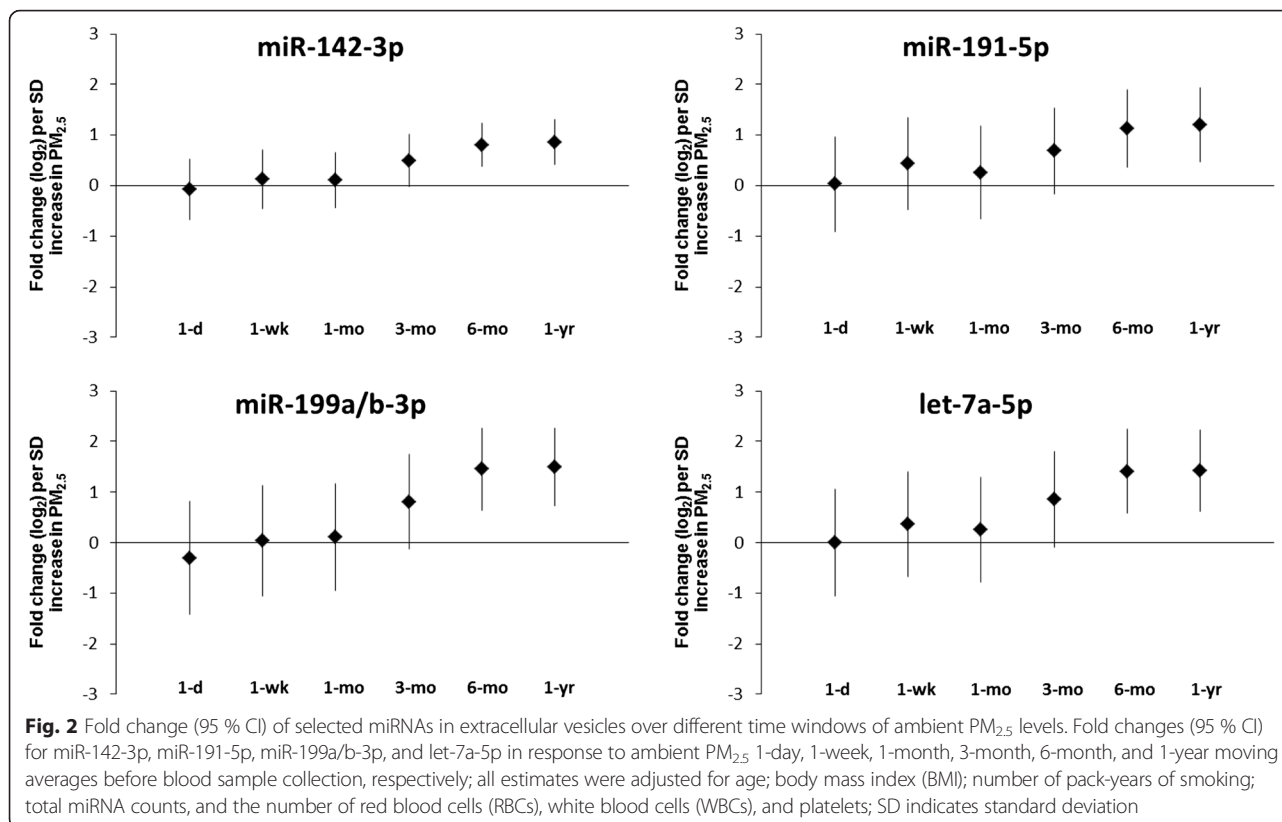 miR-142-3p
Fold change (log₂) per SD
increase in PM₂.₅
3
2
1
0
-1
-2
-3
1-d 1-wk 1-mo 3-mo 6-mo 1-yr
miR-191-5p
Fold change (log₂) per SD
increase in PM₂.₅
3
2
1
0
-1
-2
-3
1-d 1-wk 1-mo 3-mo 6-mo 1-yr
miR-199a/b-3p
Fold change (log₂) per SD
increase in PM₂.₅
3
2
1
0
-1
-2
-3
1-d 1-wk 1-mo 3-mo 6-mo 1-yr
let-7a-5p
Fold change (log₂) per SD
increase in PM₂.₅
3
2
1
0
-1
-2
-3
1-d 1-wk 1-mo 3-mo 6-mo 1-yr
Fig. 2 Fold change (95 % CI) of selected miRNAs in extracellular vesicles over different time windows of ambient PM₂.₅ levels. Fold changes (95 % CI)
for miR-142-3p, miR-191-5p, miR-199a/b-3p, and let-7a-5p in response to ambient PM₂.₅ 1-day, 1-week, 1-month, 3-month, 6-month, and 1-year moving
averages before blood sample collection, respectively; all estimates were adjusted for age; body mass index (BMI); number of pack-years of smoking;
total miRNA counts, and the number of red blood cells (RBCs), white blood cells (WBCs), and platelets; SD indicates standard deviation